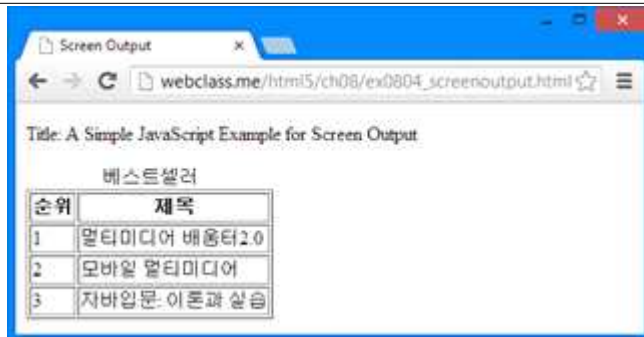 Screen Output
webclass.me/html5/ch08/ex0804_screenoutput.html
Title: A Simple JavaScript Example for Screen Output
베스트셀러
순위 제목
1 멀티미디어 배움터2.0
2 모바일 멀티미디어
3 자바입문: 이론과 실습